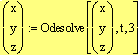 (x y z) := Odesolve[(x y z), t, 3]